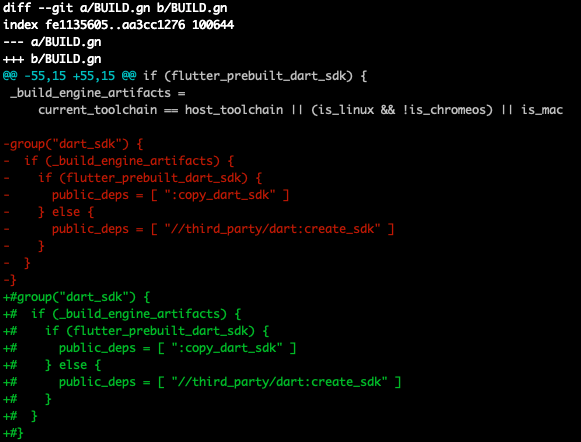 diff --git a/BUILD.gn b/BUILD.gn
index fe1135605..aa3cc1276 100644
--- a/BUILD.gn
+++ b/BUILD.gn
@@ -55,15 +55,15 @@ if (flutter_prebuilt_dart_sdk) {
 _build_engine_artifacts =
     current_toolchain == host_toolchain || (is_linux && !is_chromeos) || is_mac

-group("dart_sdk") {
-  if (_build_engine_artifacts) {
-    if (flutter_prebuilt_dart_sdk) {
-      public_deps = [ ":copy_dart_sdk" ]
-    } else {
-      public_deps = [ "//third_party/dart:create_sdk" ]
-    }
-  }
-}
+#group("dart_sdk") {
+#  if (_build_engine_artifacts) {
+#    if (flutter_prebuilt_dart_sdk) {
+#      public_deps = [ ":copy_dart_sdk" ]
+#    } else {
+#      public_deps = [ "//third_party/dart:create_sdk" ]
+#    }
+#  }
+#}